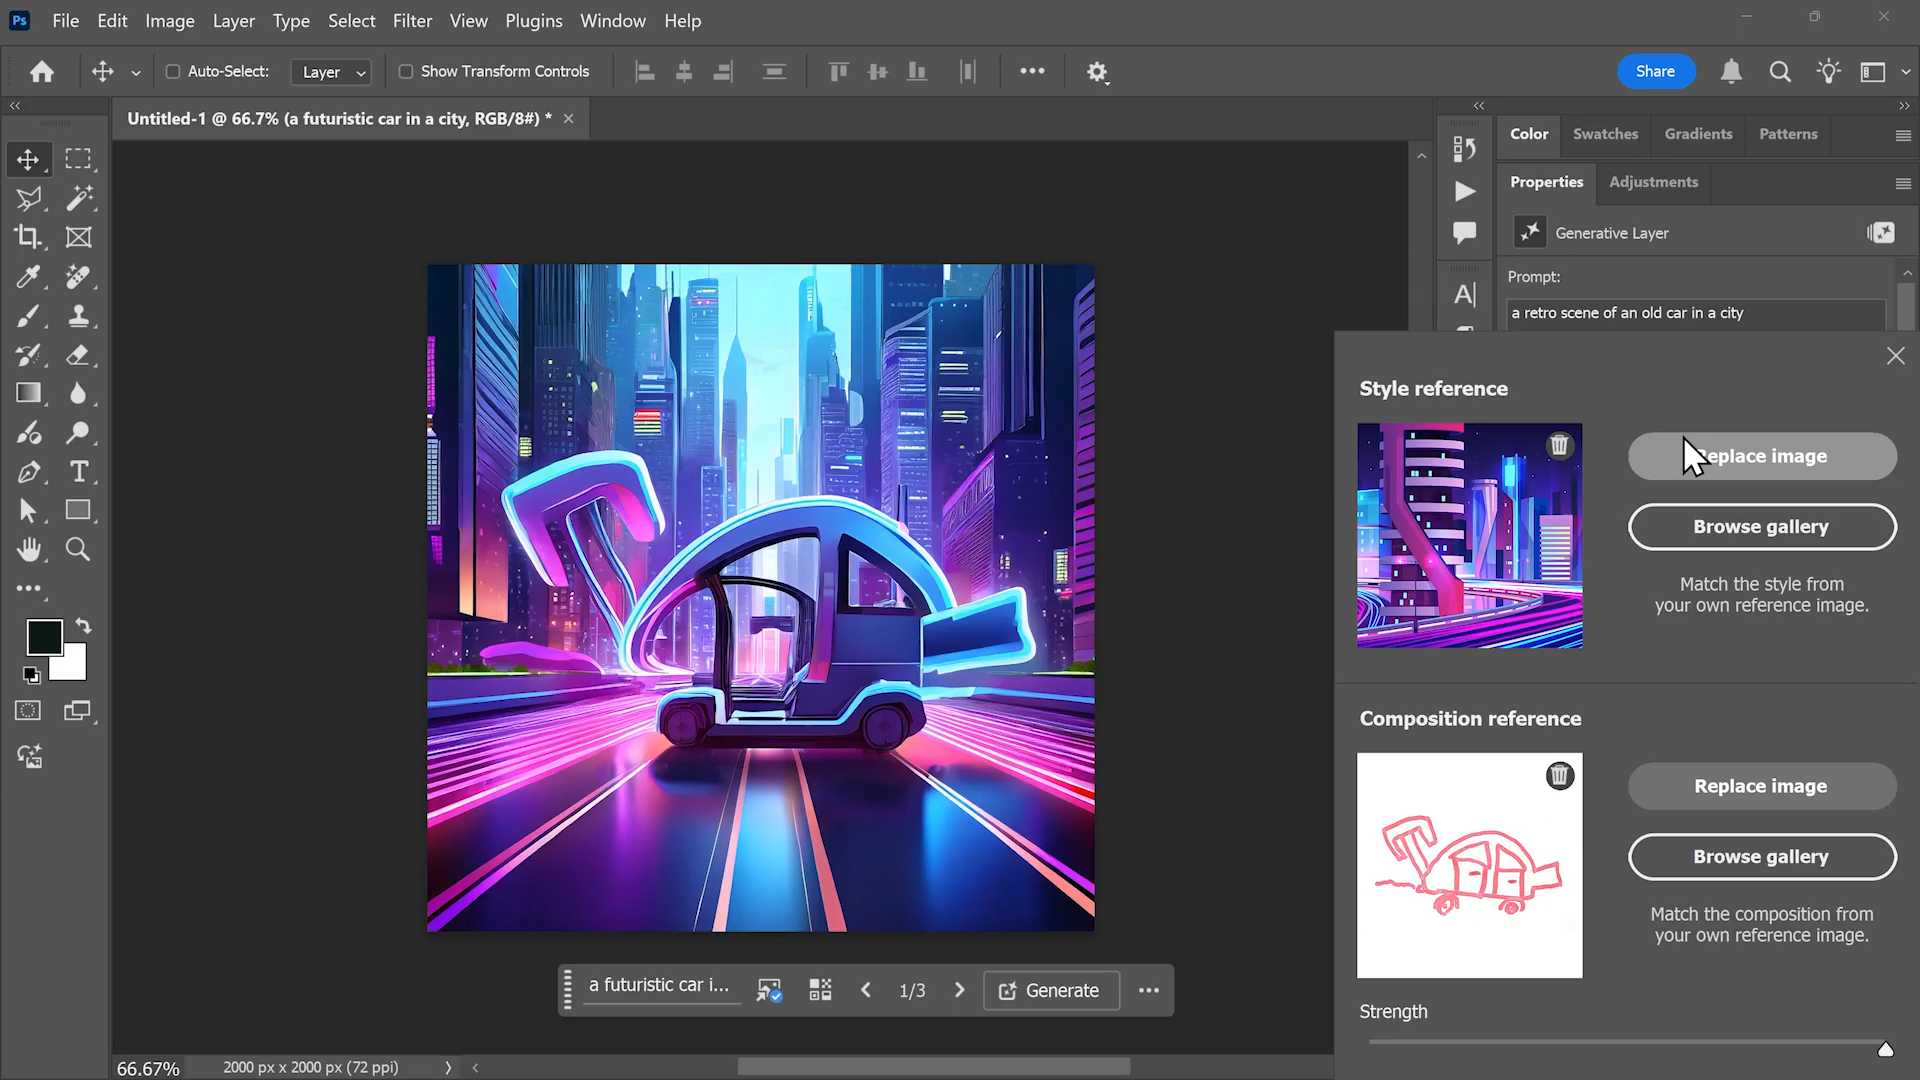 Ps File Edit Image Layer Type Select Filter View Plugins Window Help
Auto-Select: Layer Show Transform Controls Share
Untitled-1 @ 66.7% (a futuristic car in a city, RGB/8#) *
Color Swatches Gradients Patterns
Properties Adjustments
Generative Layer
Prompt:
a retro scene of an old car in a city
Style reference
eplace image
Browse gallery
Match the style from
your own reference image.
Composition reference
Replace image
Browse gallery
Match the composition from
your own reference image.
Strength
a futuristic car i... 1/3 Generate
66.67% 2000 px x 2000 px (72 ppi)